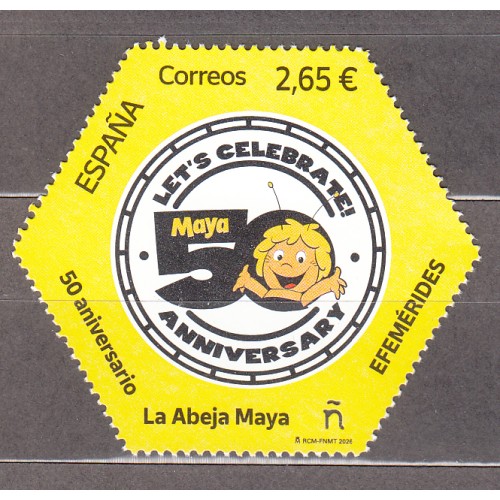 Correos 2,65 €
ESPAÑA
LET'S CELEBRATE!
Maya
50
ANNIVERSARY
50 aniversario
EFEMÉRIDES
La Abeja Maya ñ
RCM-FNMT 2026